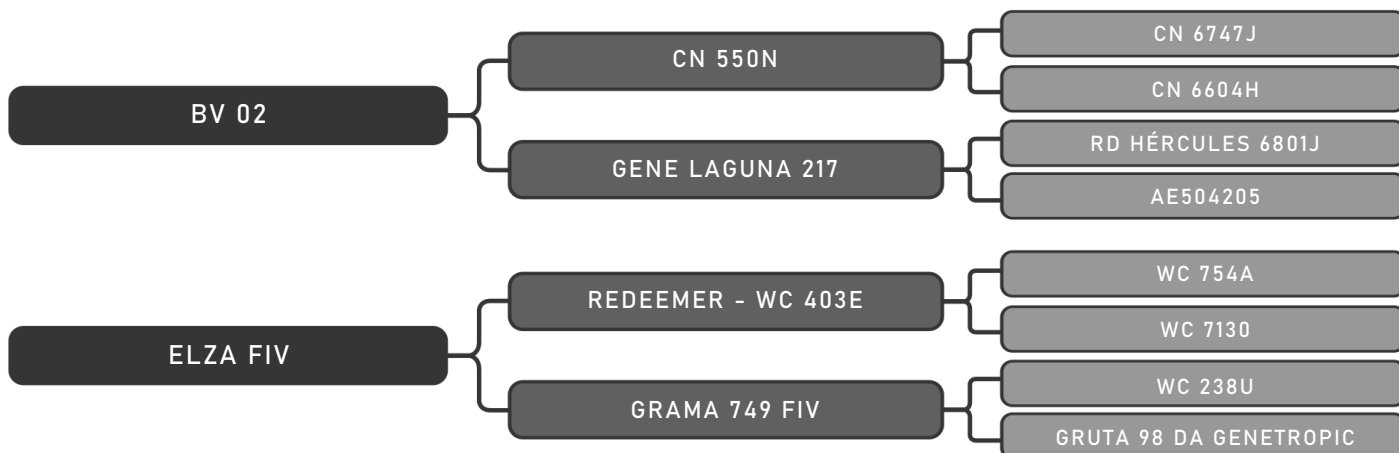 BV 02
CN 550N
CN 6747J
CN 6604H
GENE LAGUNA 217
RD HÉRCULES 6801J
AE504205
ELZA FIV
REDEEMER - WC 403E
WC 754A
WC 7130
GRAMA 749 FIV
WC 238U
GRUTA 98 DA GENETROPIC